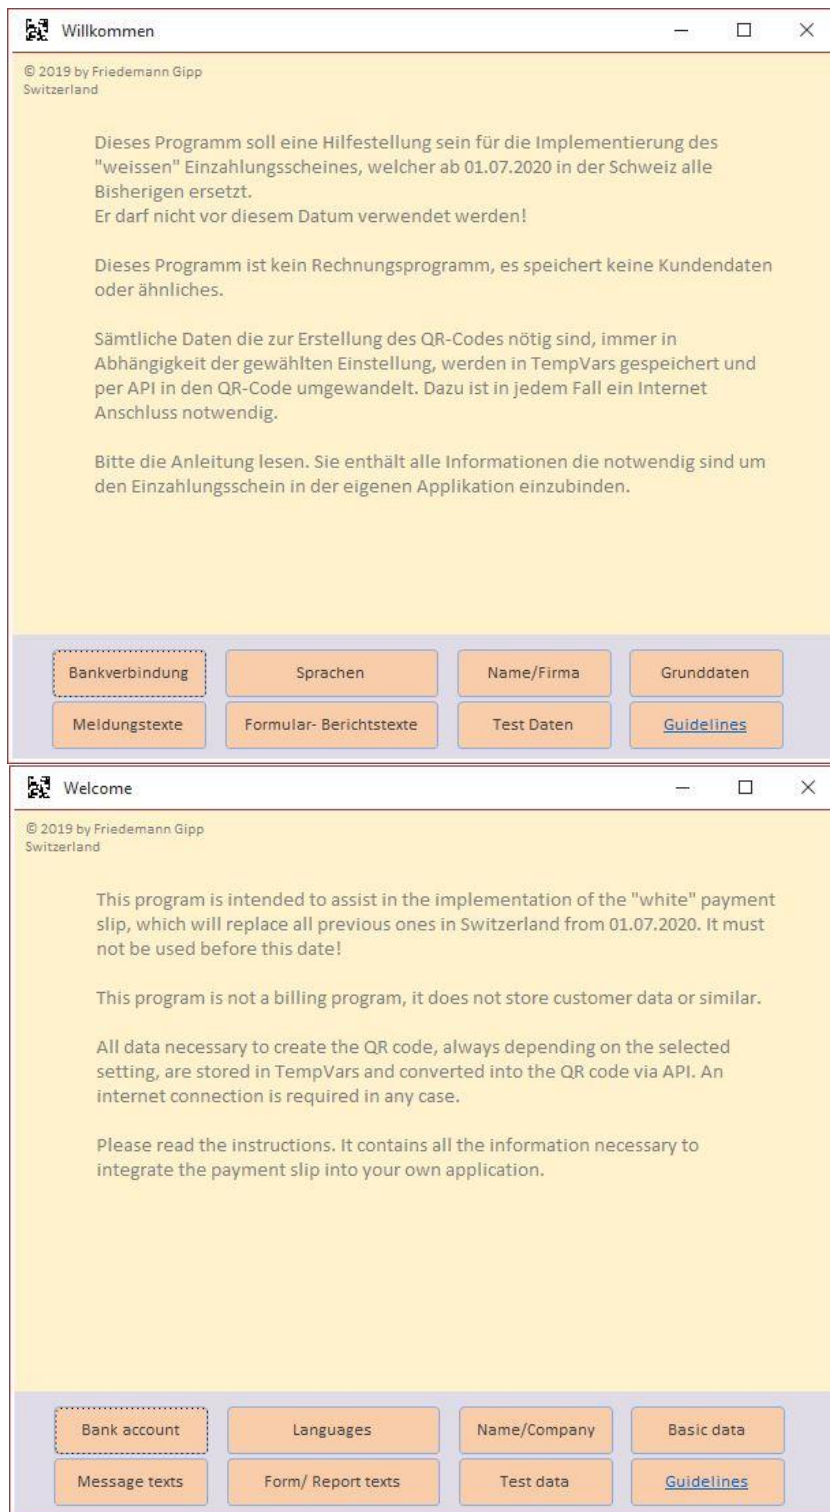 Willkommen
© 2019 by Friedemann Gipp
Switzerland
Dieses Programm soll eine Hilfestellung sein für die Implementierung des
"weissen" Einzahlungsscheines, welcher ab 01.07.2020 in der Schweiz alle
Bisherigen ersetzt.
Er darf nicht vor diesem Datum verwendet werden!
Dieses Programm ist kein Rechnungsprogramm, es speichert keine Kundendaten
oder ähnliches.
Sämtliche Daten die zur Erstellung des QR-Codes nötig sind, immer in
Abhängigkeit der gewählten Einstellung, werden in TempVars gespeichert und
per API in den QR-Code umgewandelt. Dazu ist in jedem Fall ein Internet
Anschluss notwendig.
Bitte die Anleitung lesen. Sie enthält alle Informationen die notwendig sind um
den Einzahlungsschein in der eigenen Applikation einzubinden.
Bankverbindung Sprachen Name/Firma Grunddaten
Meldungstexte Formular- Berichtstexte Test Daten Guidelines
Welcome
© 2019 by Friedemann Gipp
Switzerland
This program is intended to assist in the implementation of the "white" payment
slip, which will replace all previous ones in Switzerland from 01.07.2020. It must
not be used before this date!
This program is not a billing program, it does not store customer data or similar.
All data necessary to create the QR code, always depending on the selected
setting, are stored in TempVars and converted into the QR code via API. An
internet connection is required in any case.
Please read the instructions. It contains all the information necessary to
integrate the payment slip into your own application.
Bank account Languages Name/Company Basic data
Message texts Form/ Report texts Test data Guidelines